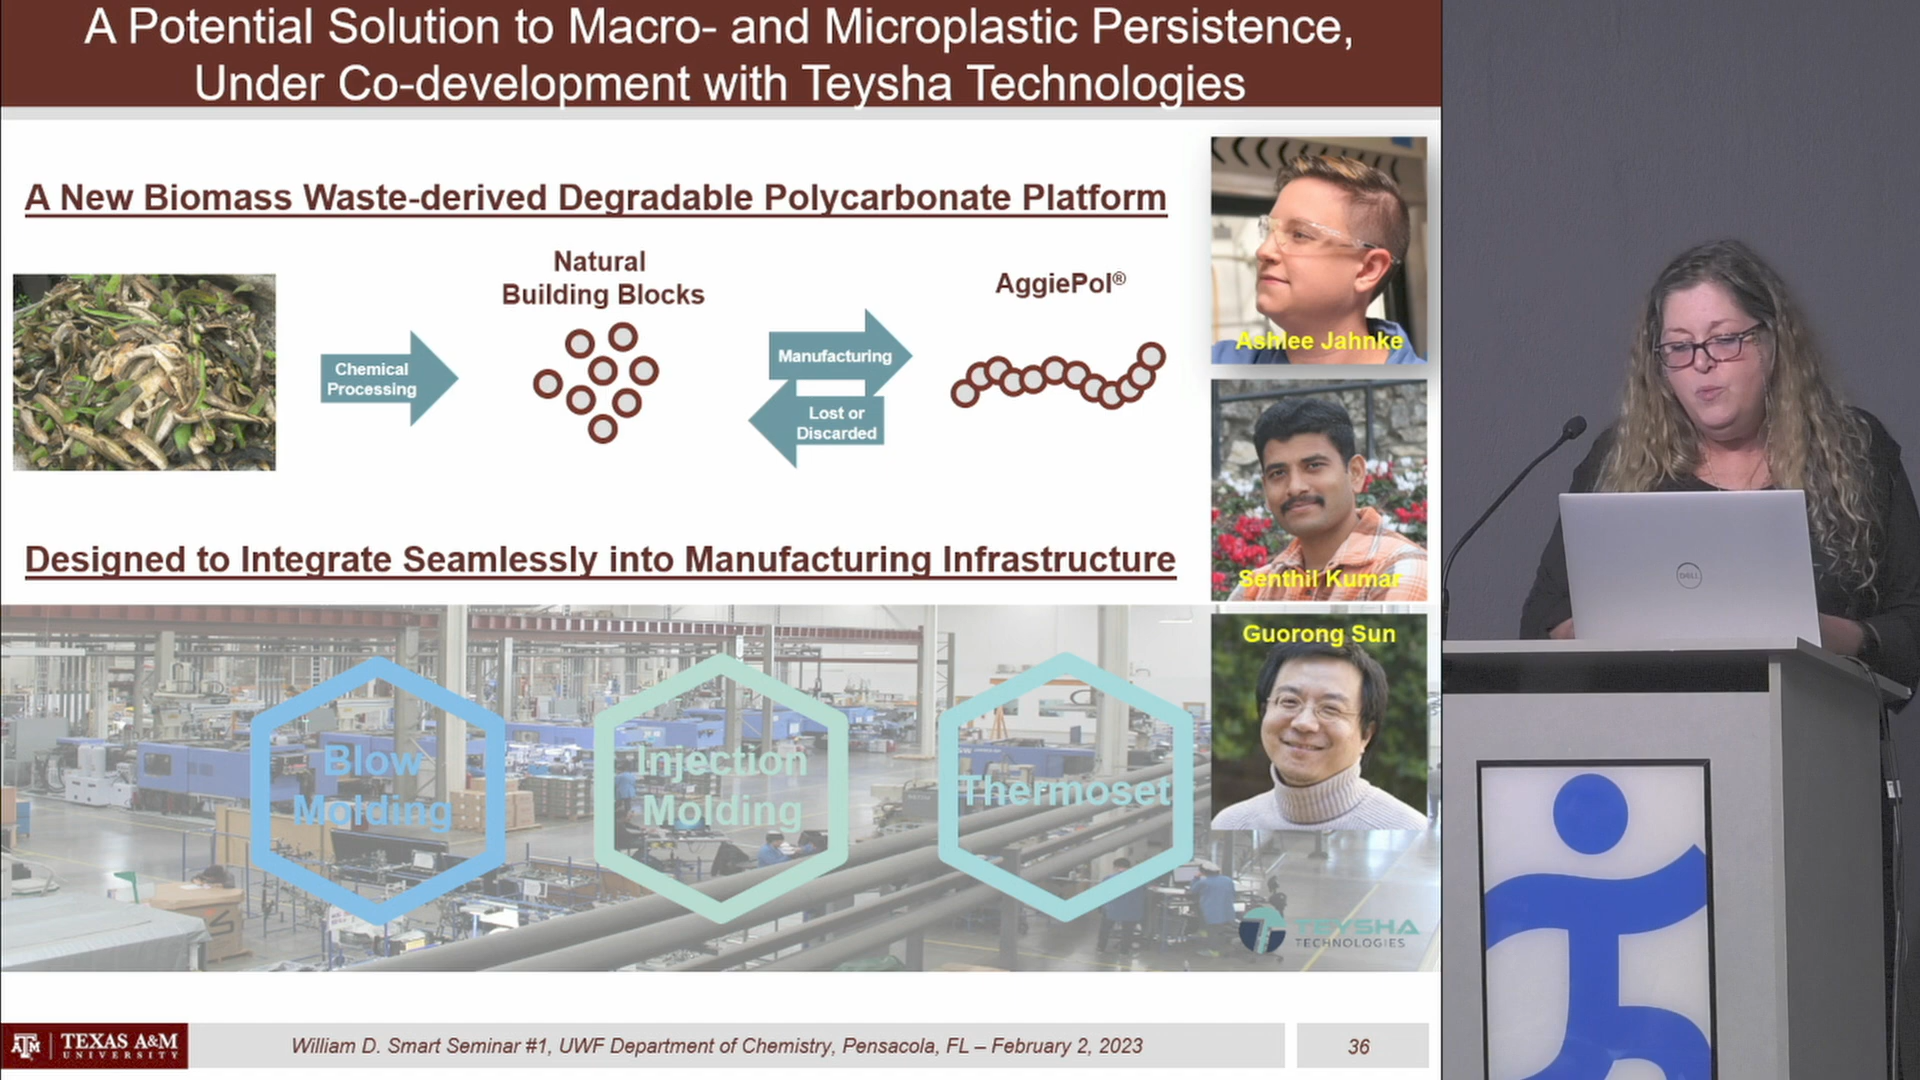 A Potential Solution to Macro- and Microplastic Persistence,
Under Co-development with Teysha Technologies
A New Biomass Waste-derived Degradable Polycarbonate Platform
Natural
Building Blocks
AggiePol®
Chemical
Processing
Manufacturing
Lost or
Discarded
Ashlee Jahnke
Senthil Kumar
Guorong Sun
Designed to Integrate Seamlessly into Manufacturing Infrastructure
Blow
Molding
Injection
Molding
Thermoset
TEYSHA
TECHNOLOGIES
ATM
TEXAS A&M
UNIVERSITY
William D. Smart Seminar #1, UWF Department of Chemistry, Pensacola, FL – February 2, 2023
36
DELL